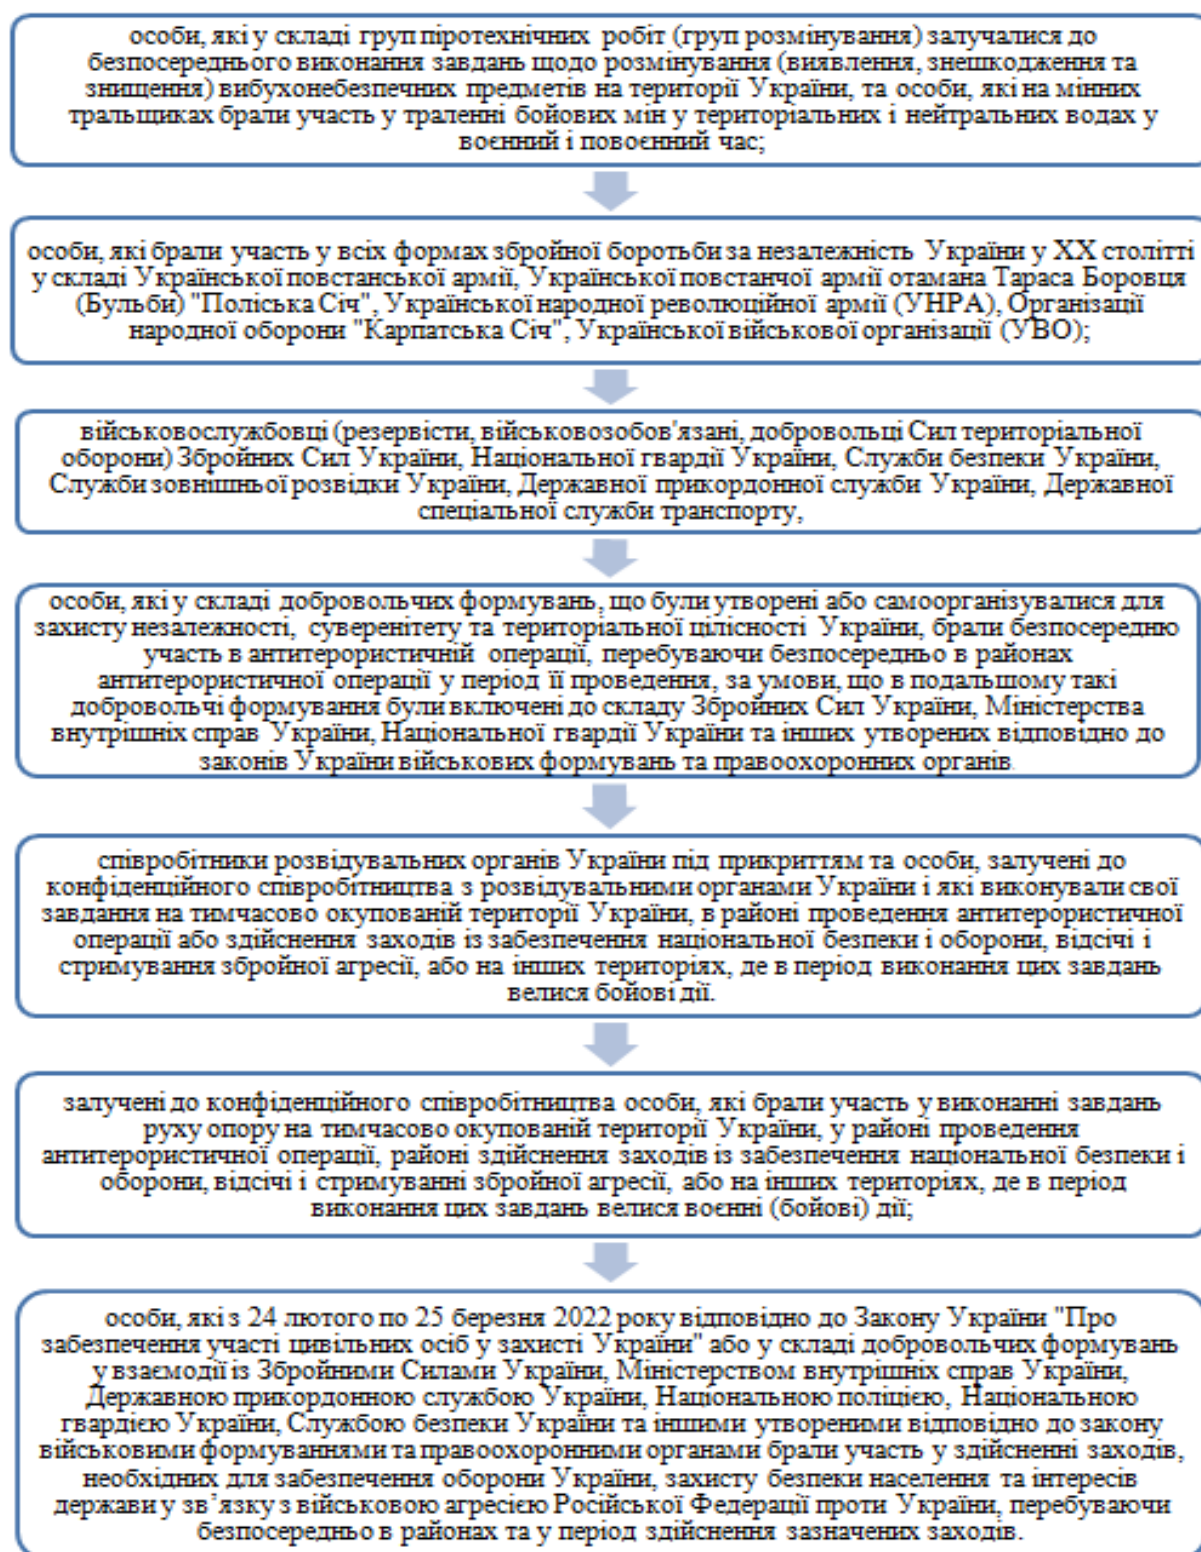 особи, які у складі груп піротехнічних робіт (груп розмінування) залучалися до
безпосереднього виконання завдань щодо розмінування (виявлення, знешкодження та
знищення) вибухонебезпечних предметів на території України, та особи, які на мінних
тральщиках брали участь у траленні бойових мін у територіальних і нейтральних водах у
воєнний і повоєнний час;
особи, які брали участь у всіх формах збройної боротьби за незалежність України у XX столітті
у складі Української повстанської армії, Української повстанчої армії отамана Тараса Боровця
(Бульби) "Поліська Січ", Української народної революційної армії (УНРА), Організації
народної оборони "Карпатська Січ", Української військової організації (УВО);
військовослужбовці (резервісти, військовозобов'язані, добровольці Сил територіальної
оборони) Збройних Сил України, Національної гвардії України, Служби безпеки України,
Служби зовнішньої розвідки України, Державної прикордонної служби України, Державної
спеціальної служби транспорту,
особи, які у складі добровольчих формувань, що були утворені або самоорганізувалися для
захисту незалежності, суверенітету та територіальної цілісності України, брали безпосередню
участь в антитерористичній операції, перебуваючи безпосередньо в районах
антитерористичної операції у період її проведення, за умови, що в подальшому такі
добровольчі формування були включені до складу Збройних Сил України, Міністерства
внутрішніх справ України, Національної гвардії України та інших утворених відповідно до
законів України військових формувань та правоохоронних органів.
співробітники розвідувальних органів України під прикриттям та особи, залучені до
конфіденційного співробітництва з розвідувальними органами України і які виконували свої
завдання на тимчасово окупованій території України, в районі проведення антитерористичної
операції або здійснення заходів із забезпечення національної безпеки і оборони, відсічі і
стримування збройної агресії, або на інших територіях, де в період виконання цих завдань
велися бойові дії.
залучені до конфіденційного співробітництва особи, які брали участь у виконанні завдань
руху опору на тимчасово окупованій території України, у районі проведення
антитерористичної операції, районі здійснення заходів із забезпечення національної безпеки і
оборони, відсічі і стримуванні збройної агресії, або на інших територіях, де в період
виконання цих завдань велися воєнні (бойові) дії;
особи, які з 24 лютого по 25 березня 2022 року відповідно до Закону України "Про
забезпечення участі цивільних осіб у захисті України" або у складі добровольчих формувань
у взаємодії із Збройними Силами України, Міністерством внутрішніх справ України,
Державною прикордонною службою України, Національною поліцією, Національною
гвардією України, Службою безпеки України та іншими утвореними відповідно до закону
військовими формуваннями та правоохоронними органами брали участь у здійсненні заходів,
необхідних для забезпечення оборони України, захисту безпеки населення та інтересів
держави у зв’язку з військовою агресією Російської Федерації проти України, перебуваючи
безпосередньо в районах та у період здійснення зазначених заходів.